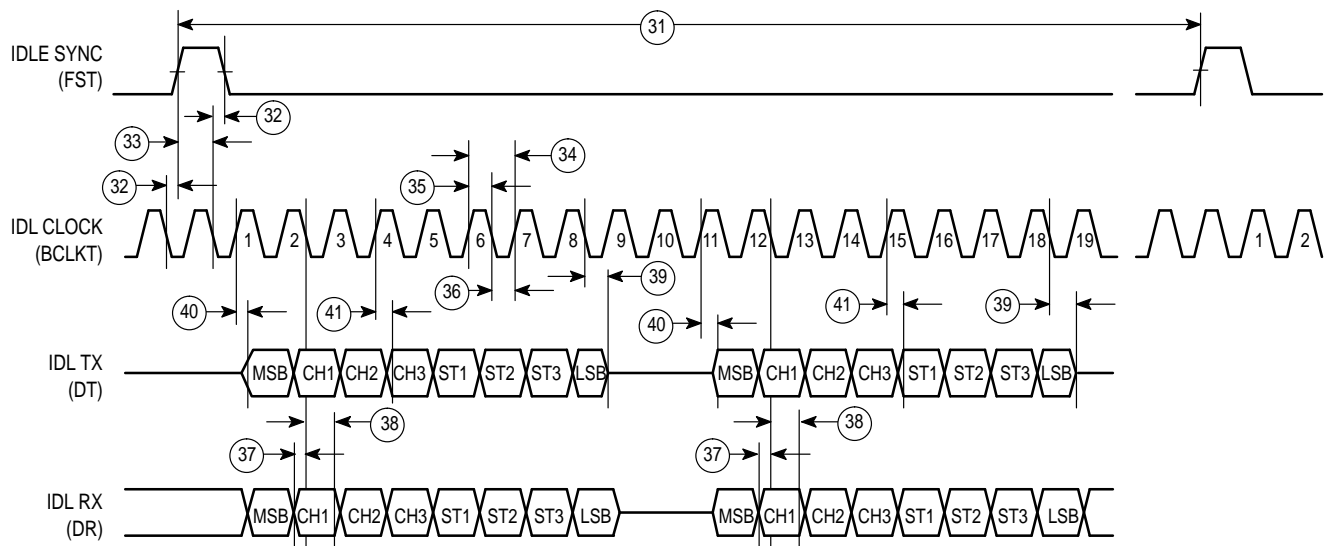 31
IDLE SYNC
(FST)
32
33
34
32
35
IDL CLOCK
(BCLKT)
1 2 3 4 5 6 7 8 9 10 11 12 13 14 15 16 17 18 19 1 2
36
39
40
41
41
39
40
IDL TX
(DT)
MSB CH1 CH2 CH3 ST1 ST2 ST3 LSB MSB CH1 CH2 CH3 ST1 ST2 ST3 LSB
38
38
37
37
IDL RX
(DR)
MSB CH1 CH2 CH3 ST1 ST2 ST3 LSB MSB CH1 CH2 CH3 ST1 ST2 ST3 LSB